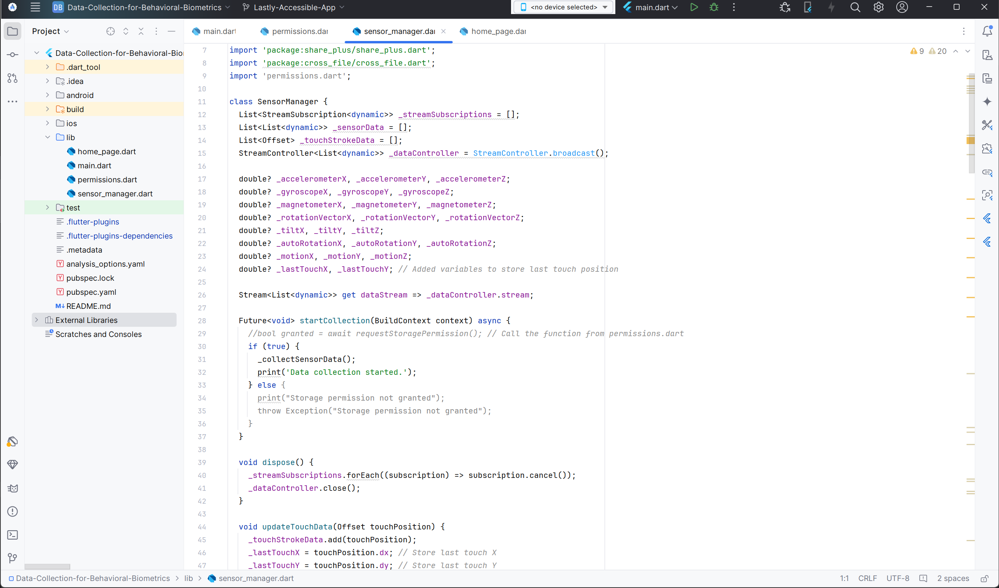 DB Data-Collection-for-Behavioral-Biometrics Lastly-Accessible-App <no device selected> main.dart
Project
main.dart permissions.dar sensor_manager.dar home_page.dar
9 20
Data-Collection-for-Behavioral-Bio
.dart_tool
.idea
android
build
ios
lib
home_page.dart
main.dart
permissions.dart
sensor_manager.dart
test
.flutter-plugins
.flutter-plugins-dependencies
.metadata
analysis_options.yaml
pubspec.lock
pubspec.yaml
README.md
External Libraries
Scratches and Consoles
7 import 'package:share_plus/share_plus.dart';
8 import 'package:cross_file/cross_file.dart';
9 import 'permissions.dart';
10
11 class SensorManager {
12 List<StreamSubscription<dynamic>> _streamSubscriptions = [];
13 List<List<dynamic>> _sensorData = [];
14 List<Offset> _touchStrokeData = [];
15 StreamController<List<dynamic>> _dataController = StreamController.broadcast();
16
17 double? _accelerometerX, _accelerometerY, _accelerometerZ;
18 double? _gyroscopeX, _gyroscopeY, _gyroscopeZ;
19 double? _magnetometerX, _magnetometerY, _magnetometerZ;
20 double? _rotationVectorX, _rotationVectorY, _rotationVectorZ;
21 double? _tiltX, _tiltY, _tiltZ;
22 double? _autoRotationX, _autoRotationY, _autoRotationZ;
23 double? _motionX, _motionY, _motionZ;
24 double? _lastTouchX, _lastTouchY; // Added variables to store last touch position
25
26 Stream<List<dynamic>> get dataStream => _dataController.stream;
27
28 Future<void> startCollection(BuildContext context) async {
29 //bool granted = await requestStoragePermission(); // Call the function from permissions.dart
30 if (true) {
31 _collectSensorData();
32 print('Data collection started.');
33 } else {
34 print("Storage permission not granted");
35 throw Exception("Storage permission not granted");
36 }
37 }
38
39 void dispose() {
40 _streamSubscriptions.forEach((subscription) => subscription.cancel());
41 _dataController.close();
42 }
43
44 void updateTouchData(Offset touchPosition) {
45 _touchStrokeData.add(touchPosition);
46 _lastTouchX = touchPosition.dx; // Store last touch X
47 _lastTouchY = touchPosition.dy; // Store last touch Y
Data-Collection-for-Behavioral-Biometrics > lib > sensor_manager.dart 1:1 CRLF UTF-8 2 spaces